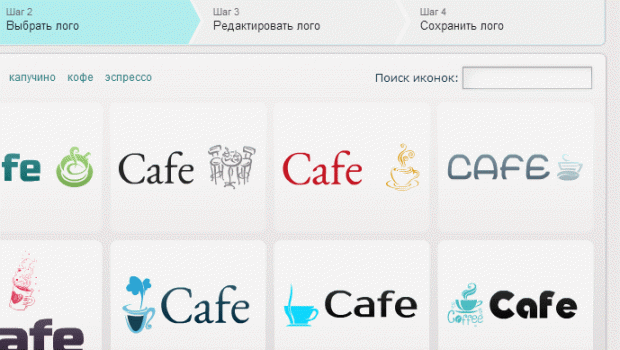 Шаг 2
Выбрать лого
Шаг 3
Редактировать лого
Шаг 4
Сохранить лого
капучино кофе эспрессо
Поиск иконок:
fe
Cafe
Cafe
CAFE
afe
Cafe
Cafe
Coffee
Cafe